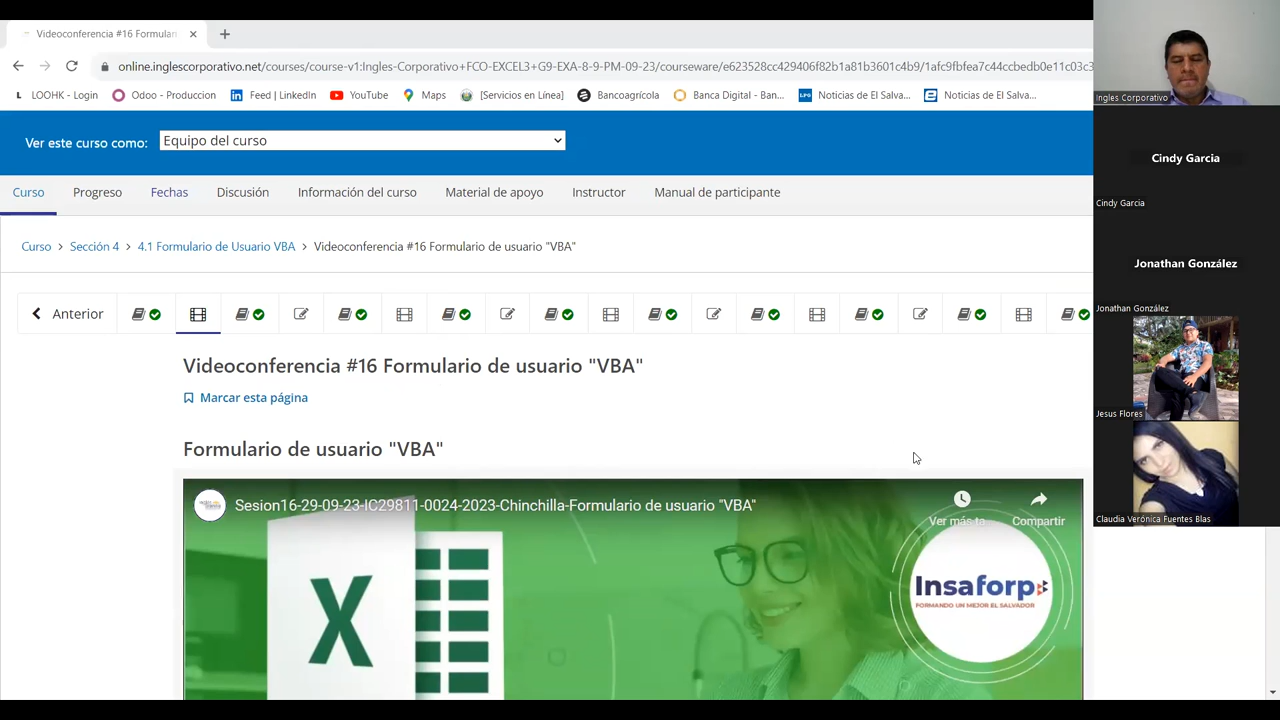 Videoconferencia #16 Formular
online.inglescorporativo.net/courses/course-v1:Ingles-Corporativo+CO-EXCEL3+G9-EXA-8-9-PM-09-23/courseware/e623528cc429406f82b1a81b3601c4b9/1afc9fbfea7c44ccbedb0e11c03c3
LOOHK - Login
Odoo - Produccion
Feed | LinkedIn
YouTube
Maps
[Servicios en Línea]
Bancoagrícola
Banca Digital - Ban...
LPG
Noticias de El Salva...
Noticias de El Salva...
Ver este curso como:
Equipo del curso
Curso
Progreso
Fechas
Discusión
Información del curso
Material de apoyo
Instructor
Manual de participante
Curso > Sección 4 > 4.1 Formulario de Usuario VBA > Videoconferencia #16 Formulario de usuario "VBA"
Anterior
Videoconferencia #16 Formulario de usuario "VBA"
Marcar esta página
Formulario de usuario "VBA"
Sesion16-29-09-23-IC29811-0024-2023-Chinchilla-Formulario de usuario "VBA"
Ver más ta
Compartir
X
Insaforp
FORMANDO UN MEJOR EL SALVADOR
Ingles Corporativo
Cindy Garcia
Cindy Garcia
Jonathan González
Jonathan González
Jesus Flores
Claudia Verónica Fuentes Blas